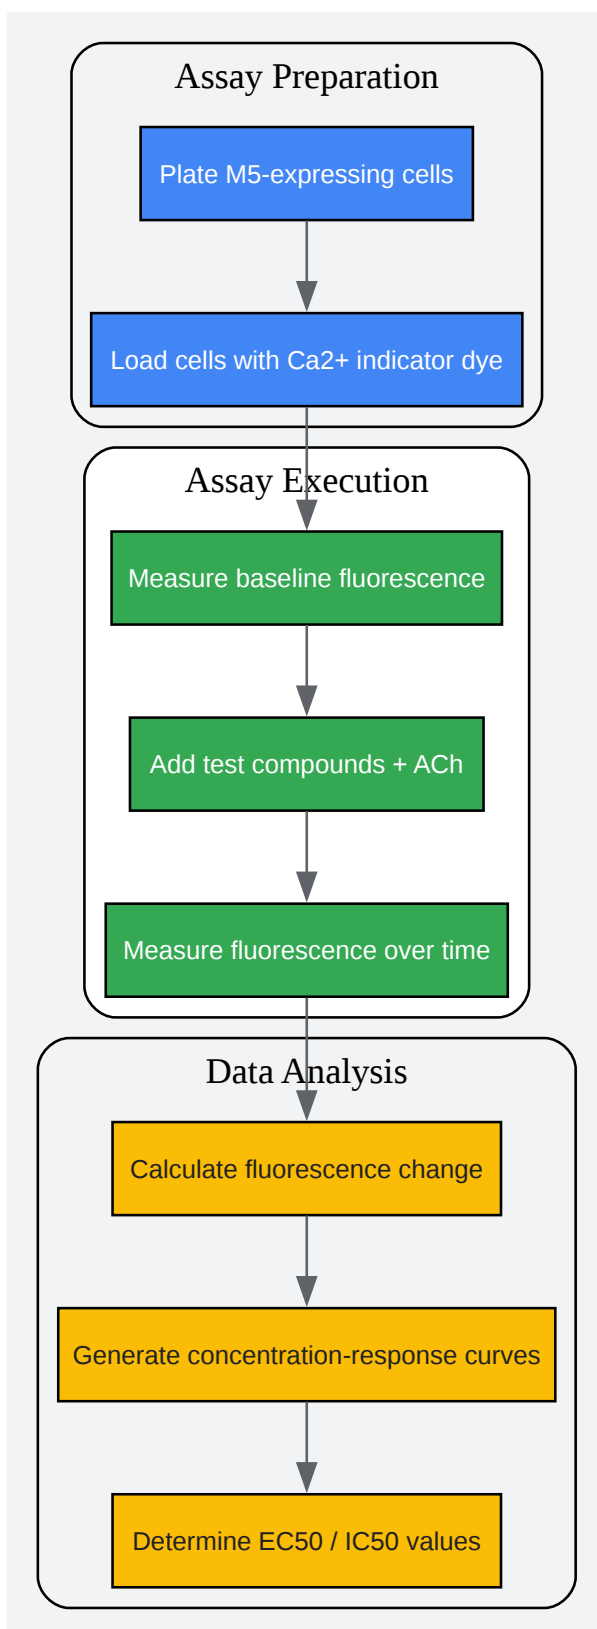 Assay Preparation
Plate M5-expressing cells
Load cells with Ca2+ indicator dye
Assay Execution
Measure baseline fluorescence
Add test compounds + ACh
Measure fluorescence over time
Data Analysis
Calculate fluorescence change
Generate concentration-response curves
Determine EC50 / IC50 values